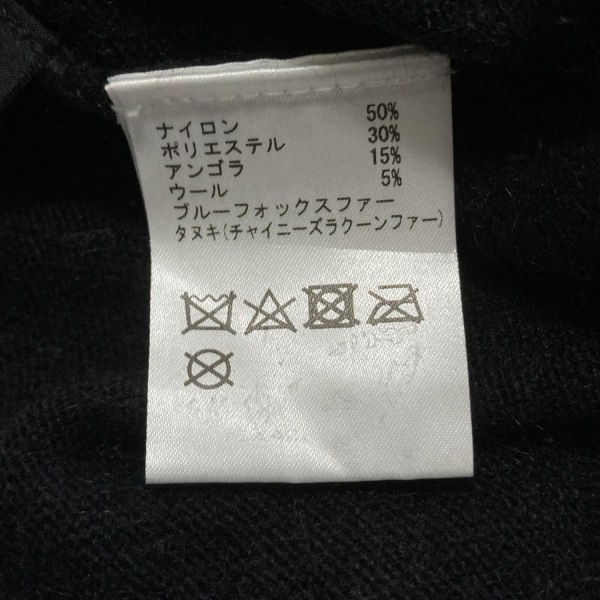 ナイロン 50%
ポリエステル 30%
アンゴラ 15%
ウール 5%
ブルーフォックスファー
タヌキ(チャイニーズラクーンファー)